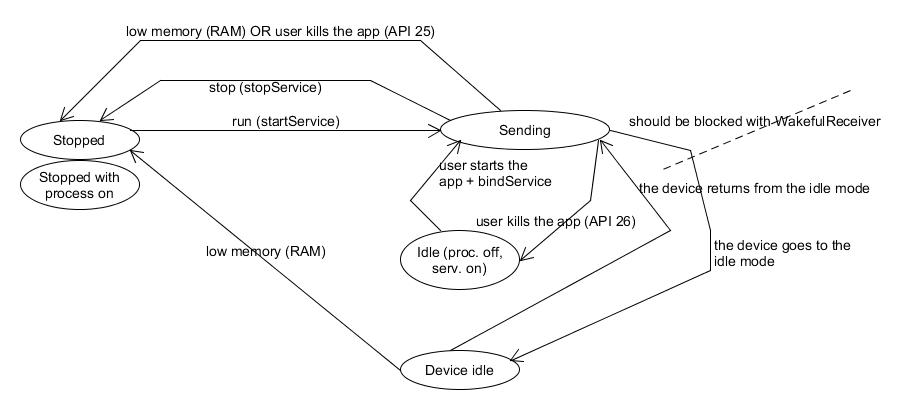 low memory (RAM) OR user kills the app (API 25)
stop (stopService)
run (startService)
should be blocked with WakefulReceiver
Stopped
Sending
user starts the
app + bindService
Stopped with
process on
the device returns from the idle mode
user kills the app (API 26)
low memory (RAM)
Idle (proc. off,
serv. on)
the device goes to the
idle mode
Device idle